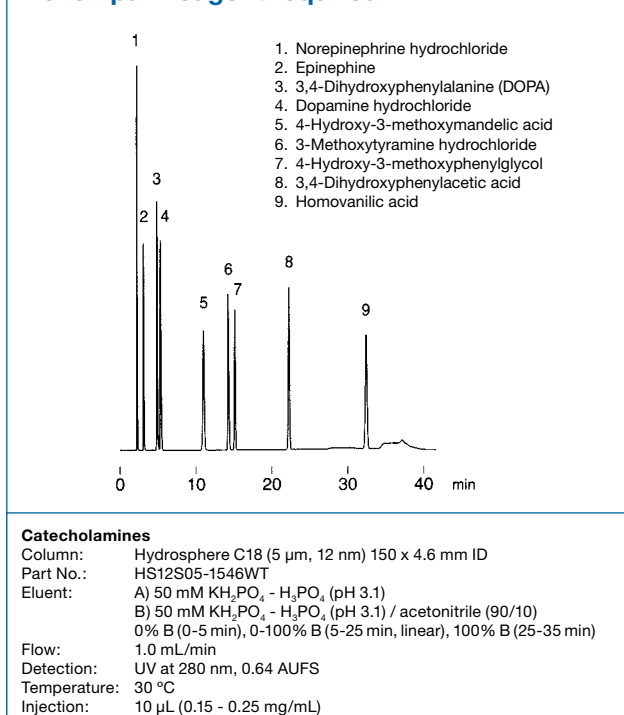 1
2
3
4
5
6
7
8
9
1. Norepinephrine hydrochloride
2. Epinephine
3. 3,4-Dihydroxyphenylalanine (DOPA)
4. Dopamine hydrochloride
5. 4-Hydroxy-3-methoxymandelic acid
6. 3-Methoxytyramine hydrochloride
7. 4-Hydroxy-3-methoxyphenylglycol
8. 3,4-Dihydroxyphenylacetic acid
9. Homovanilic acid
0 10 20 30 40 min
Catecholamines
Column: Hydrosphere C18 (5 µm, 12 nm) 150 x 4.6 mm ID
Part No.: HS12S05-1546WT
Eluent: A) 50 mM KH₂PO₄ - H₃PO₄ (pH 3.1)
B) 50 mM KH₂PO₄ - H₃PO₄ (pH 3.1) / acetonitrile (90/10)
0% B (0-5 min), 0-100% B (5-25 min, linear), 100% B (25-35 min)
Flow: 1.0 mL/min
Detection: UV at 280 nm, 0.64 AUFS
Temperature: 30 ºC
Injection: 10 µL (0.15 - 0.25 mg/mL)